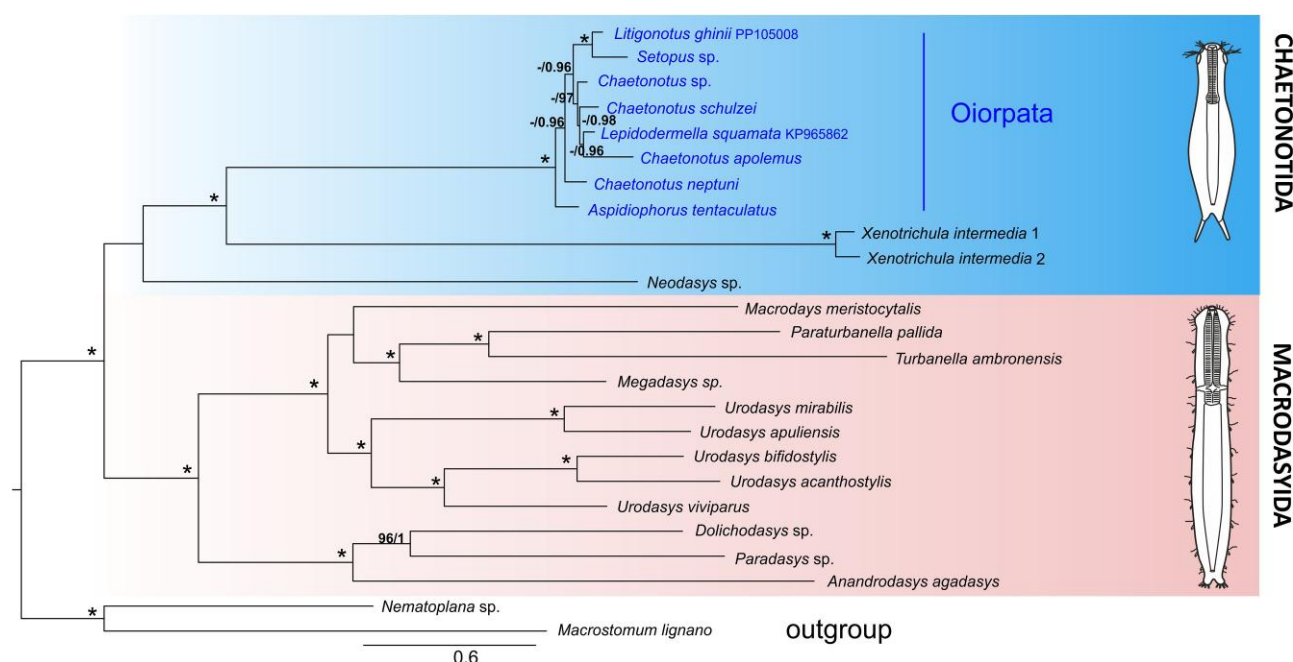 Litigonotus ghinii PP105008
*
Setopus sp.
-/0.96
Chaetonotus sp.
-/97
Chaetonotus schulzei
-/0.96
-/0.98
Lepidodermella squamata KP965862
-/0.96
*
Chaetonotus apolemus
Chaetonotus neptuni
*
Aspidiophorus tentaculatus
Oiorpata
*
Xenotrichula intermedia 1
Xenotrichula intermedia 2
Neodasys sp.
CHAETONOTIDA
Macrodays meristocytalis
*
Paraturbanella pallida
*
*
Turbanella ambronensis
*
Megadasys sp.
Urodasys mirabilis
*
Urodasys apuliensis
*
Urodasys bifidostylis
*
*
Urodasys acanthostylis
*
Urodasys viviparus
Dolichodasys sp.
96/1
*
Paradasys sp.
Anandrodasys agadasys
MACRODASYIDA
Nematoplana sp.
*
Macrostomum lignano
outgroup
0.6